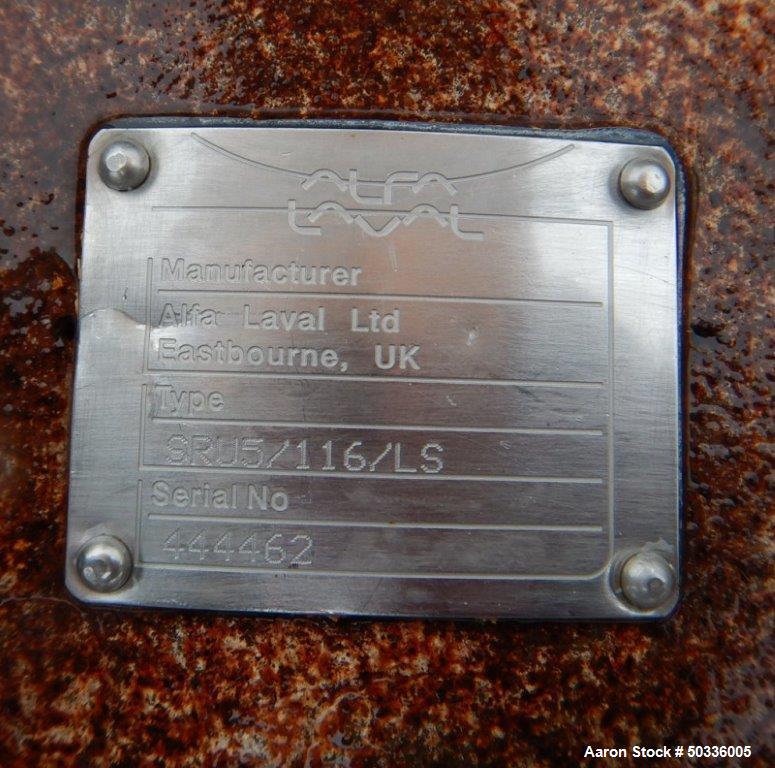 ALFA
LAVAL
Manufacturer
Alfa Laval Ltd
Eastbourne, UK
Type
SRU5/116/LS
Serial No
444462
Aaron Stock # 50336005